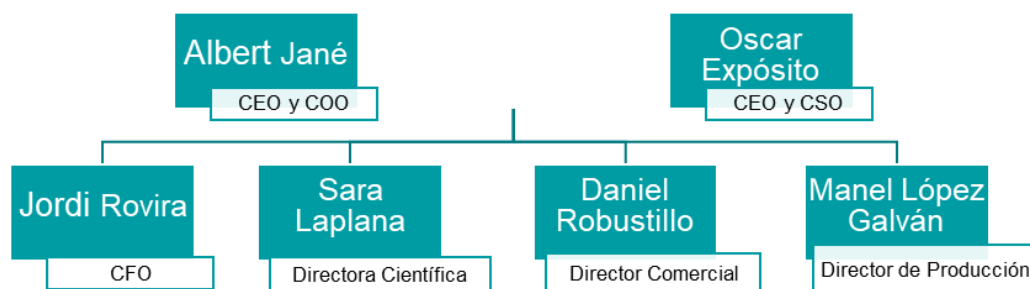 Albert Jané
CEO y COO
Oscar
Expósito
CEO y CSO
Jordi Rovira
CFO
Sara
Laplana
Directora Científica
Daniel
Robustillo
Director Comercial
Manel López
Galván
Director de Producción